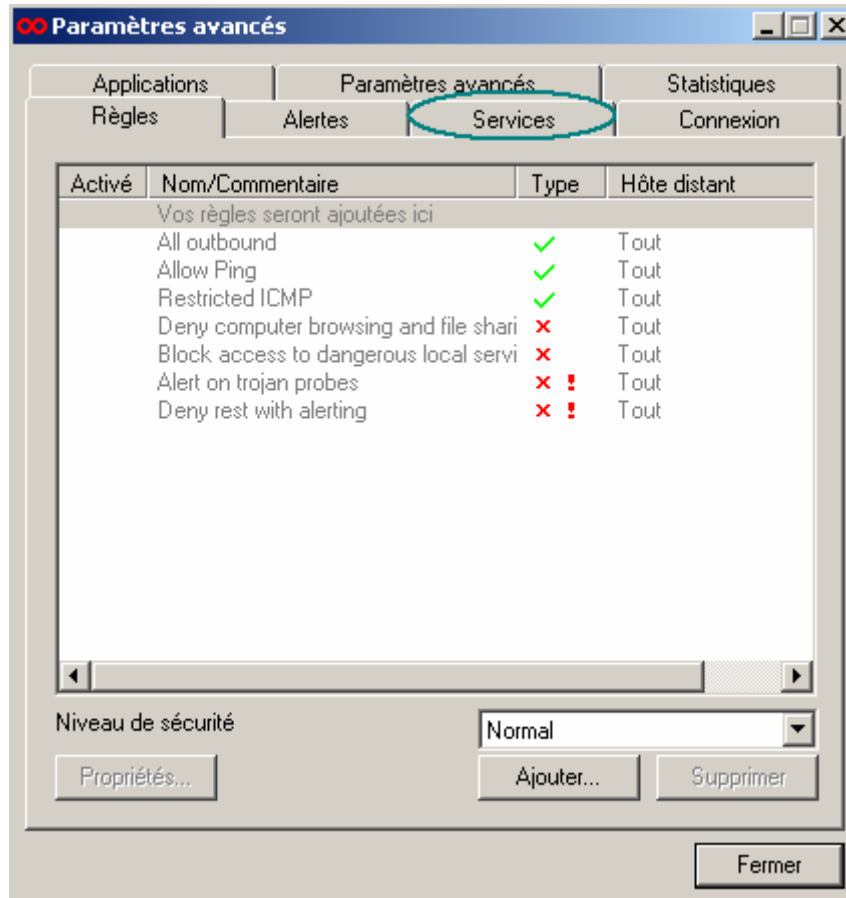 Paramètres avancés
Applications Paramètres avancés Statistiques
Règles Alertes Services Connexion
Activé Nom/Commentaire Type Hôte distant
Vos règles seront ajoutées ici
All outbound Tout
Allow Ping Tout
Restricted ICMP Tout
Deny computer browsing and file shari Tout
Block access to dangerous local servi Tout
Alert on trojan probes Tout
Deny rest with alerting Tout
Niveau de sécurité Normal
Propriétés... Ajouter... Supprimer
Fermer